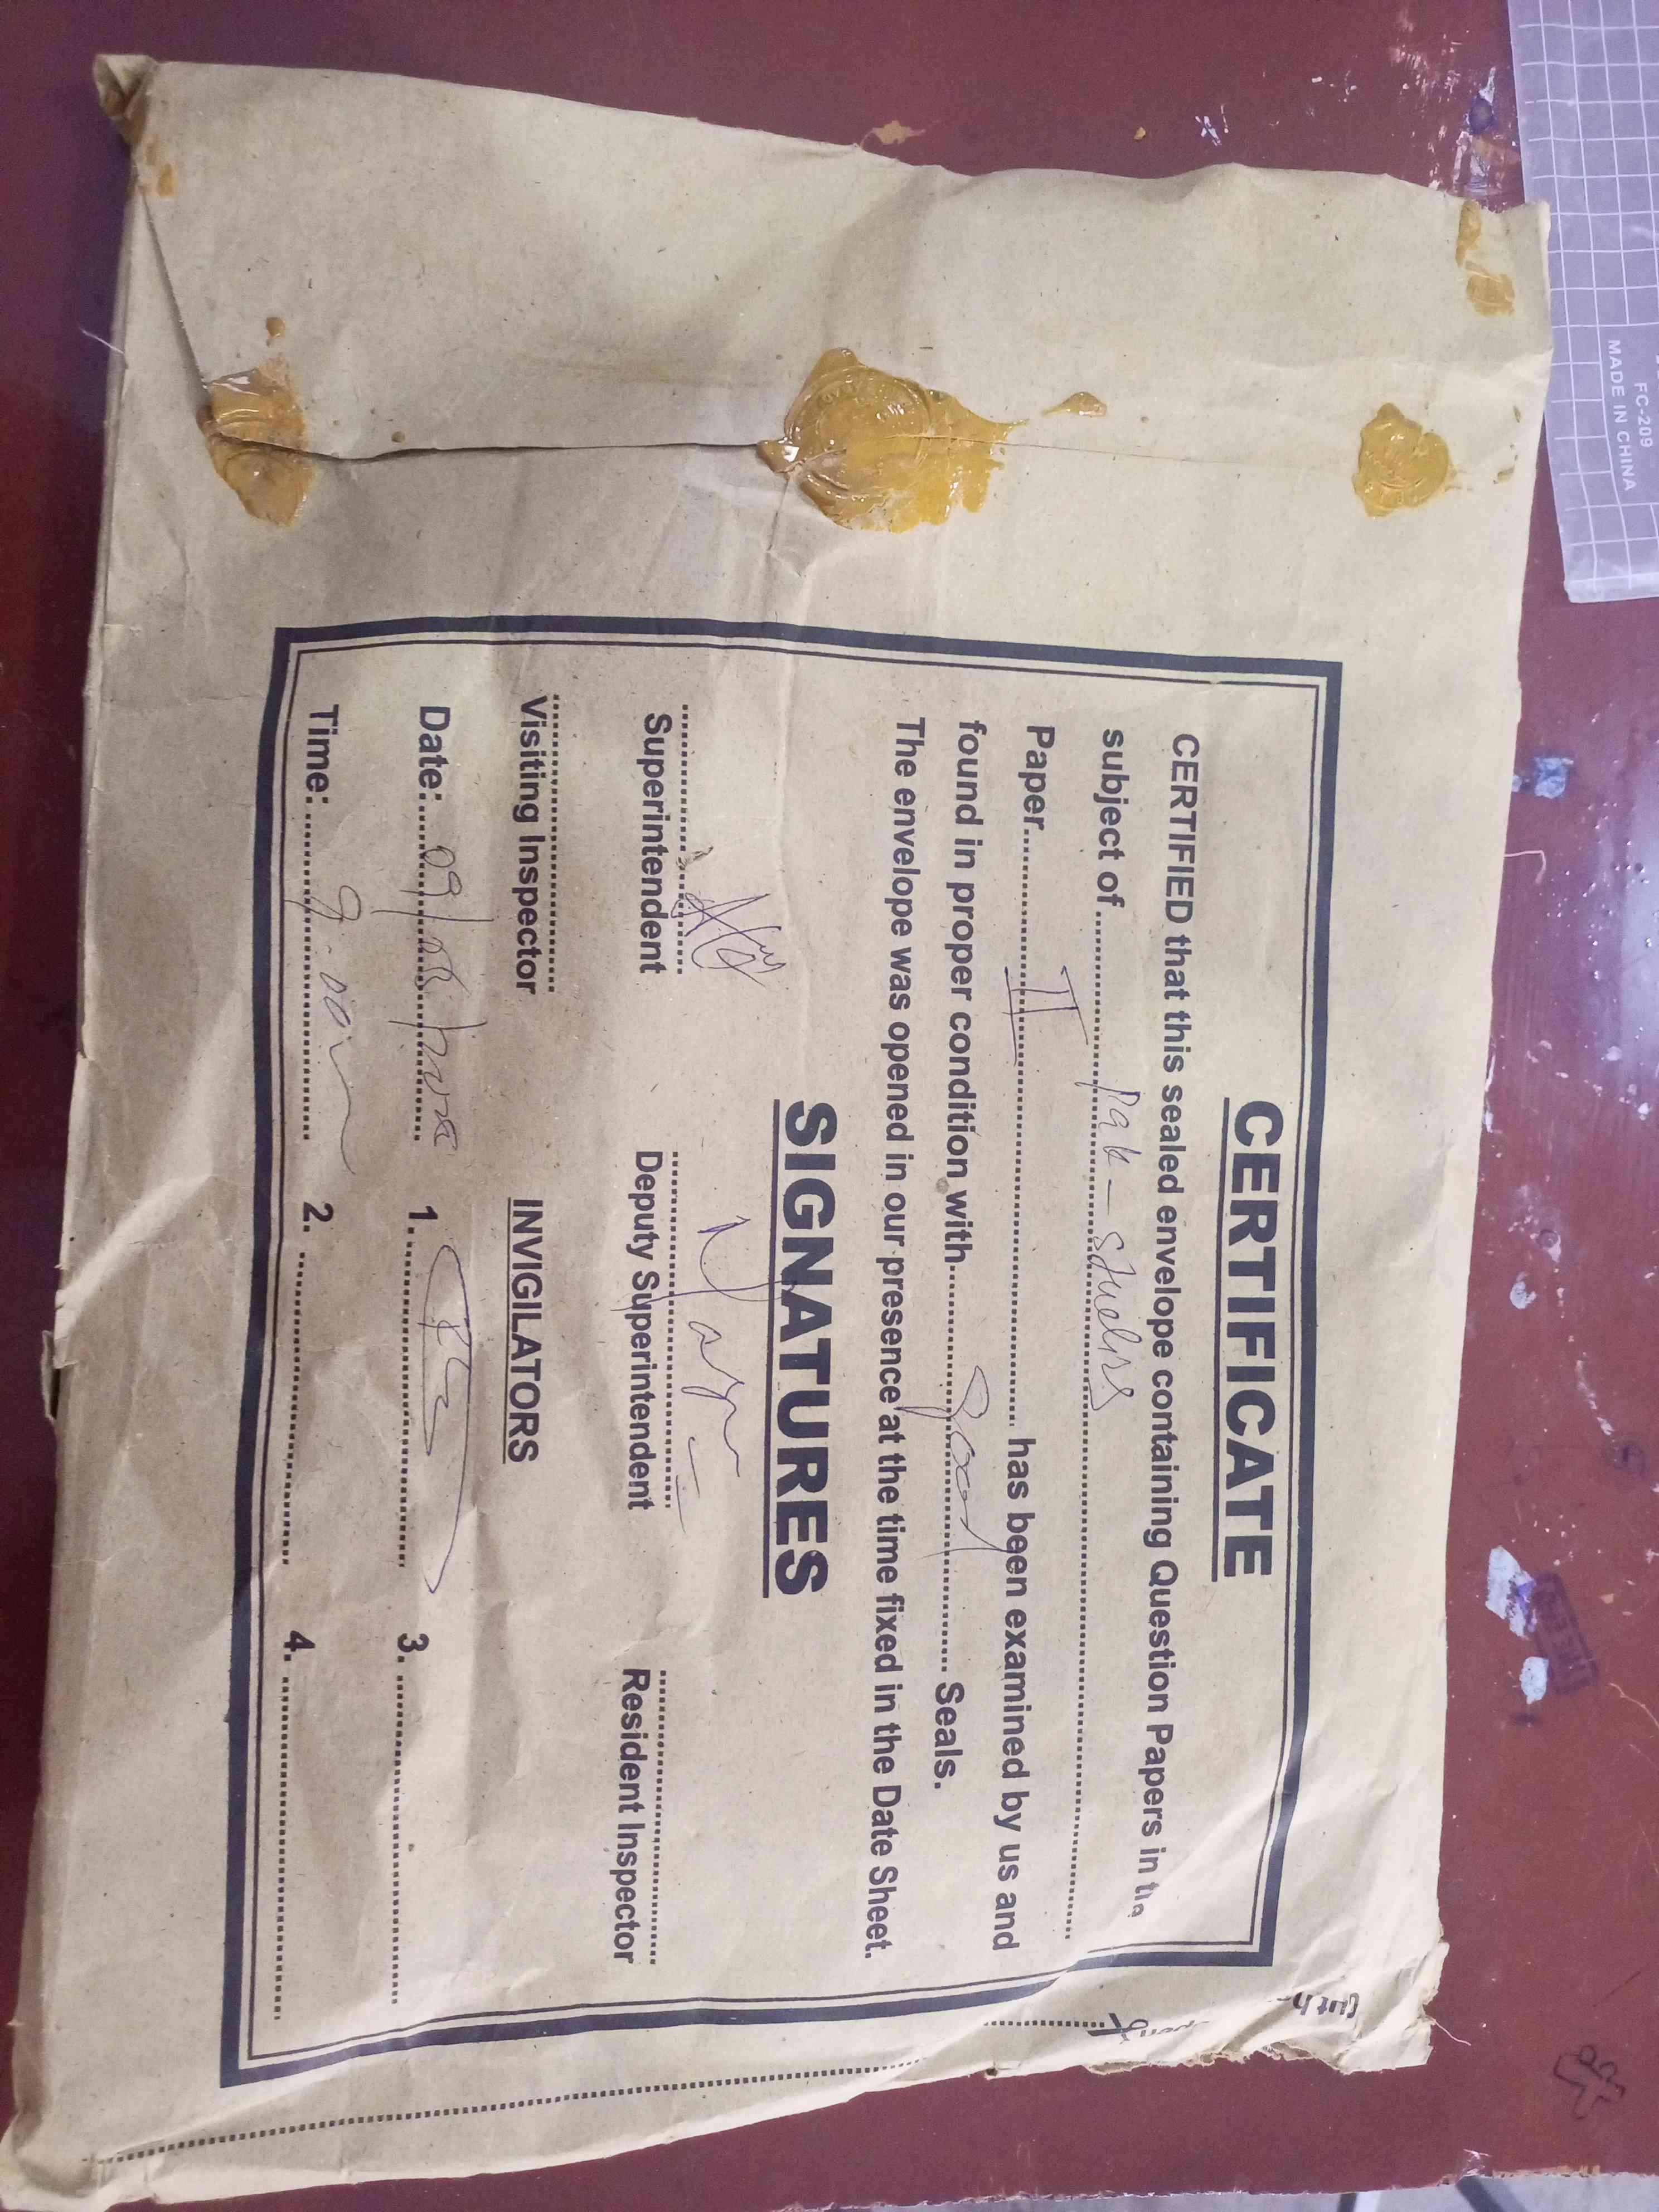 CERTIFICATE
CERTIFIED that this sealed envelope containing Question Papers in the
subject of .......... Pak - Studies ..........
Paper .......... II .......... has been examined by us and
found in proper condition with .......... Good .......... Seals.
The envelope was opened in our presence at the time fixed in the Date Sheet.
SIGNATURES
Superintendent Deputy Superintendent Resident Inspector
Visiting Inspector INVIGILATORS
Date: 1. 3.
Time: 9.00 2. 4.
FC-209
MADE IN CHINA